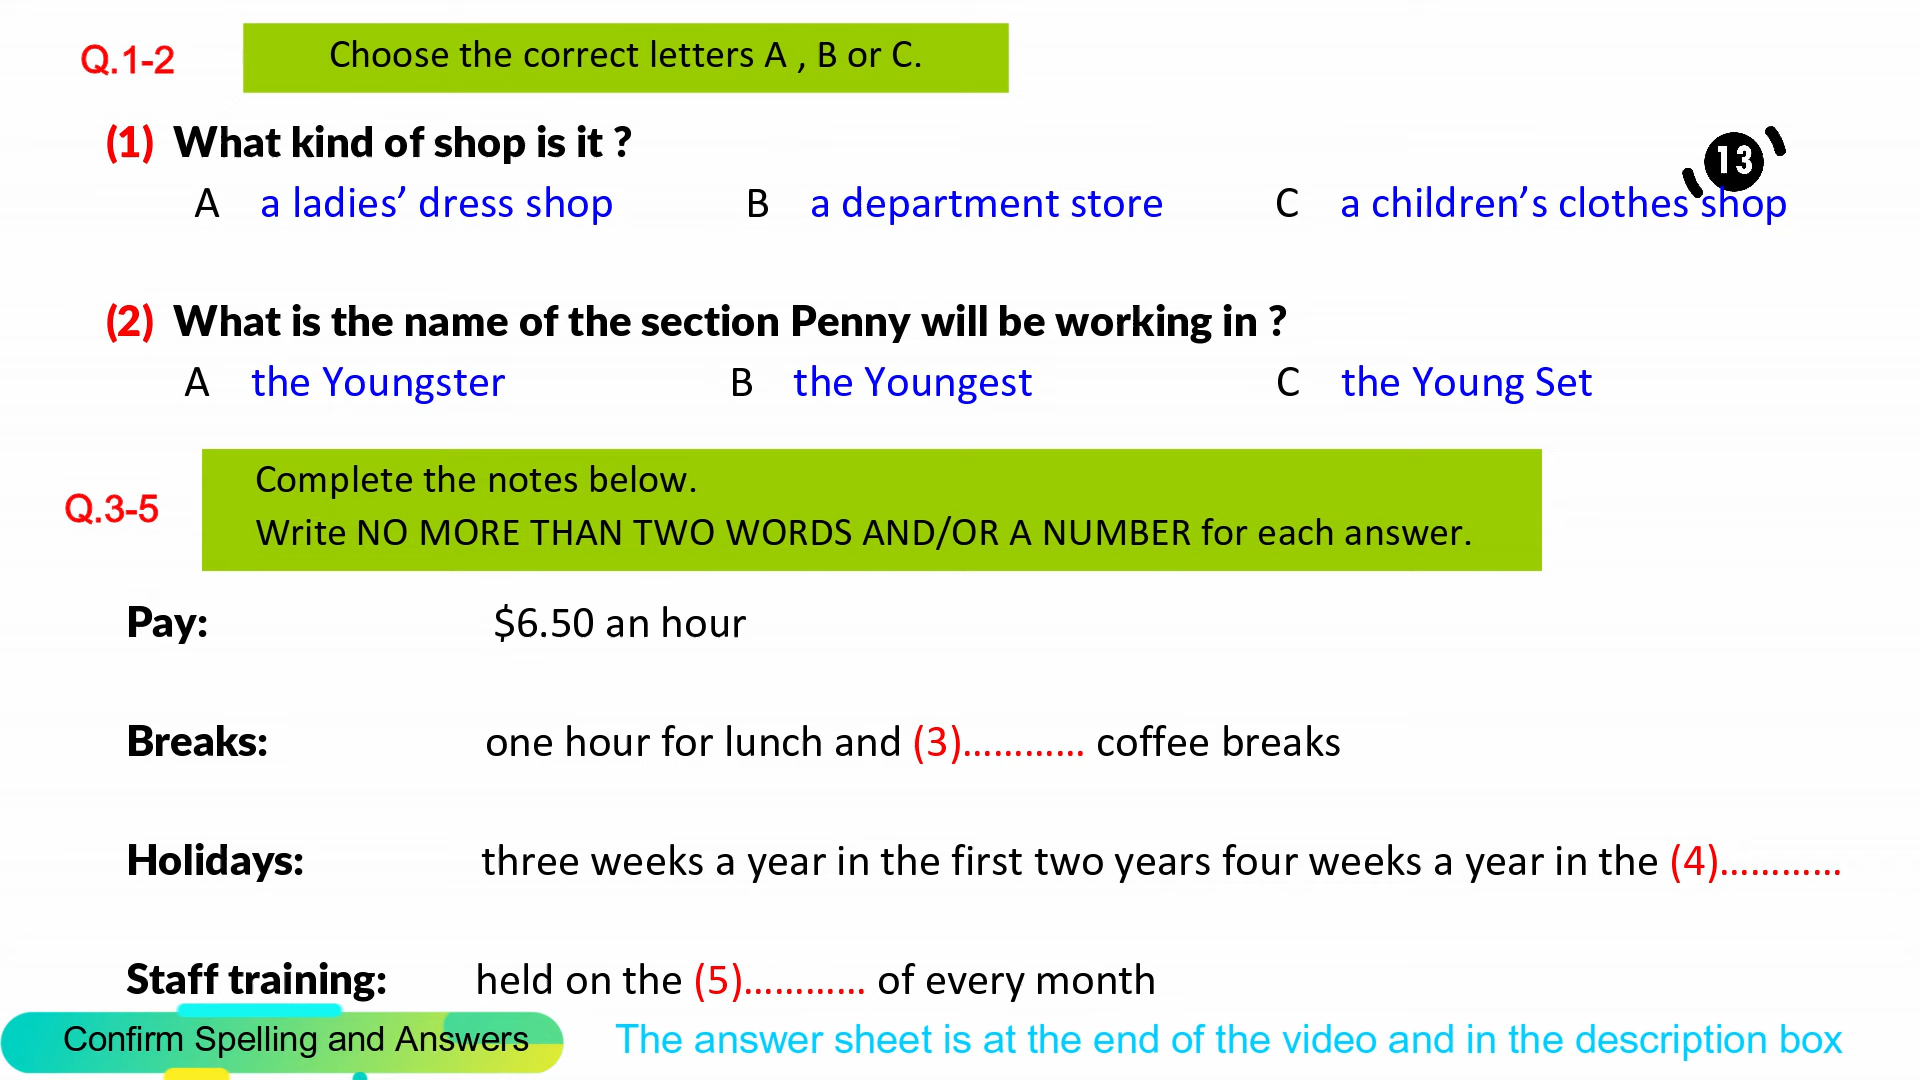 Q.1-2 Choose the correct letters A , B or C.
(1) What kind of shop is it ?
13
A a ladies’ dress shop B a department store C a children’s clothes shop
(2) What is the name of the section Penny will be working in ?
A the Youngster B the Youngest C the Young Set
Complete the notes below.
Q.3-5
Write NO MORE THAN TWO WORDS AND/OR A NUMBER for each answer.
Pay: $6.50 an hour
Breaks: one hour for lunch and (3)………… coffee breaks
Holidays: three weeks a year in the first two years four weeks a year in the (4)…………
Staff training: held on the (5)………… of every month
Confirm Spelling and Answers The answer sheet is at the end of the video and in the description box